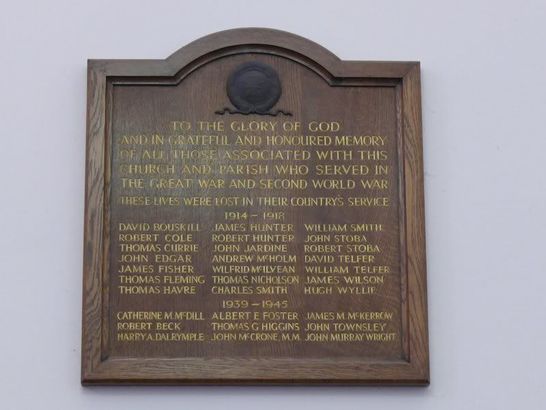 TO THE GLORY OF GOD
AND IN GRATEFUL AND HONOURED MEMORY
OF ALL THOSE ASSOCIATED WITH THIS
CHURCH AND PARISH WHO SERVED IN
THE GREAT WAR AND SECOND WORLD WAR
THESE LIVES WERE LOST IN THEIR COUNTRY'S SERVICE
1914 - 1918
DAVID BOUSKILL JAMES HUNTER WILLIAM SMITH
ROBERT COLE ROBERT HUNTER JOHN STOBA
THOMAS CURRIE JOHN JARDINE ROBERT STOBA
JOHN EDGAR ANDREW McHOLM DAVID TELFER
JAMES FISHER WILFRID McILVEAN WILLIAM TELFER
THOMAS FLEMING THOMAS NICHOLSON JAMES WILSON
THOMAS HAVRE CHARLES SMITH HUGH WYLLIE
1939 - 1945
CATHERINE M. McDILL ALBERT E FOSTER JAMES M. McKERROW
ROBERT BECK THOMAS G HIGGINS JOHN TOWNSLEY
HARRY A. DALRYMPLE JOHN McCRONE, M.M. JOHN MURRAY WRIGHT